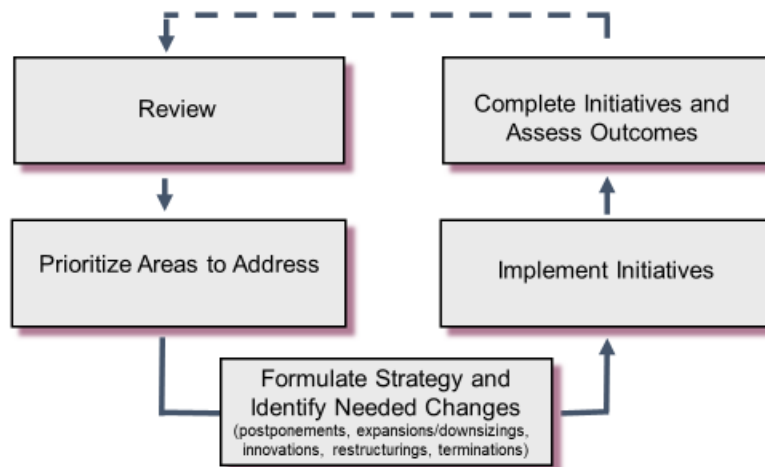 Review
Prioritize Areas to Address
Formulate Strategy and
Identify Needed Changes
(postponements, expansions/downsizings,
innovations, restructurings, terminations)
Implement Initiatives
Complete Initiatives and
Assess Outcomes